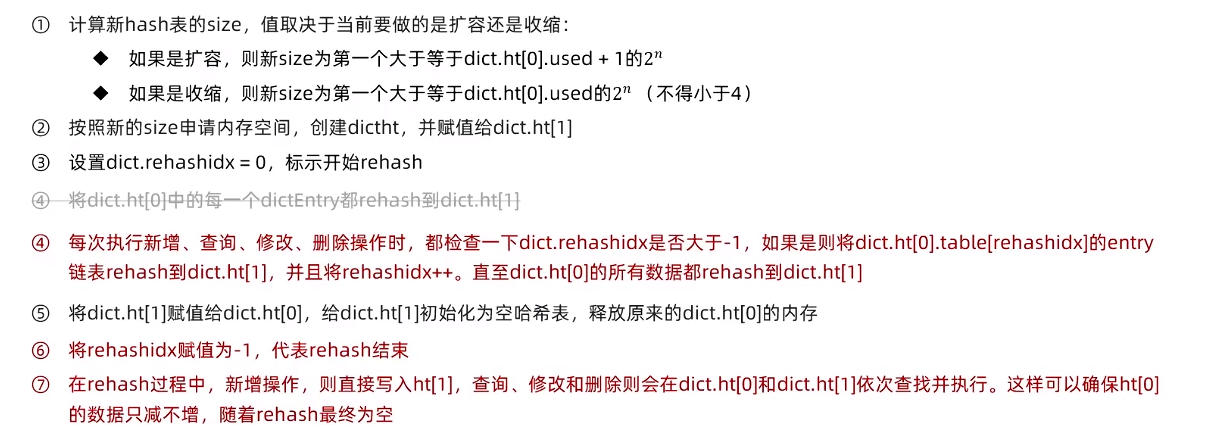 ① 计算新hash表的size，值取决于当前要做的是扩容还是收缩：
◆ 如果是扩容，则新size为第一个大于等于dict.ht[0].used + 1的2ⁿ
◆ 如果是收缩，则新size为第一个大于等于dict.ht[0].used的2ⁿ （不得小于4）
② 按照新的size申请内存空间，创建dictht，并赋值给dict.ht[1]
③ 设置dict.rehashidx = 0，标示开始rehash
④ 将dict.ht[0]中的每一个dictEntry都rehash到dict.ht[1]
④ 每次执行新增、查询、修改、删除操作时，都检查一下dict.rehashidx是否大于-1，如果是则将dict.ht[0].table[rehashidx]的entry
链表rehash到dict.ht[1]，并且将rehashidx++。直至dict.ht[0]的所有数据都rehash到dict.ht[1]
⑤ 将dict.ht[1]赋值给dict.ht[0]，给dict.ht[1]初始化为空哈希表，释放原来的dict.ht[0]的内存
⑥ 将rehashidx赋值为-1，代表rehash结束
⑦ 在rehash过程中，新增操作，则直接写入ht[1]，查询、修改和删除则会在dict.ht[0]和dict.ht[1]依次查找并执行。这样可以确保ht[0]
的数据只减不增，随着rehash最终为空